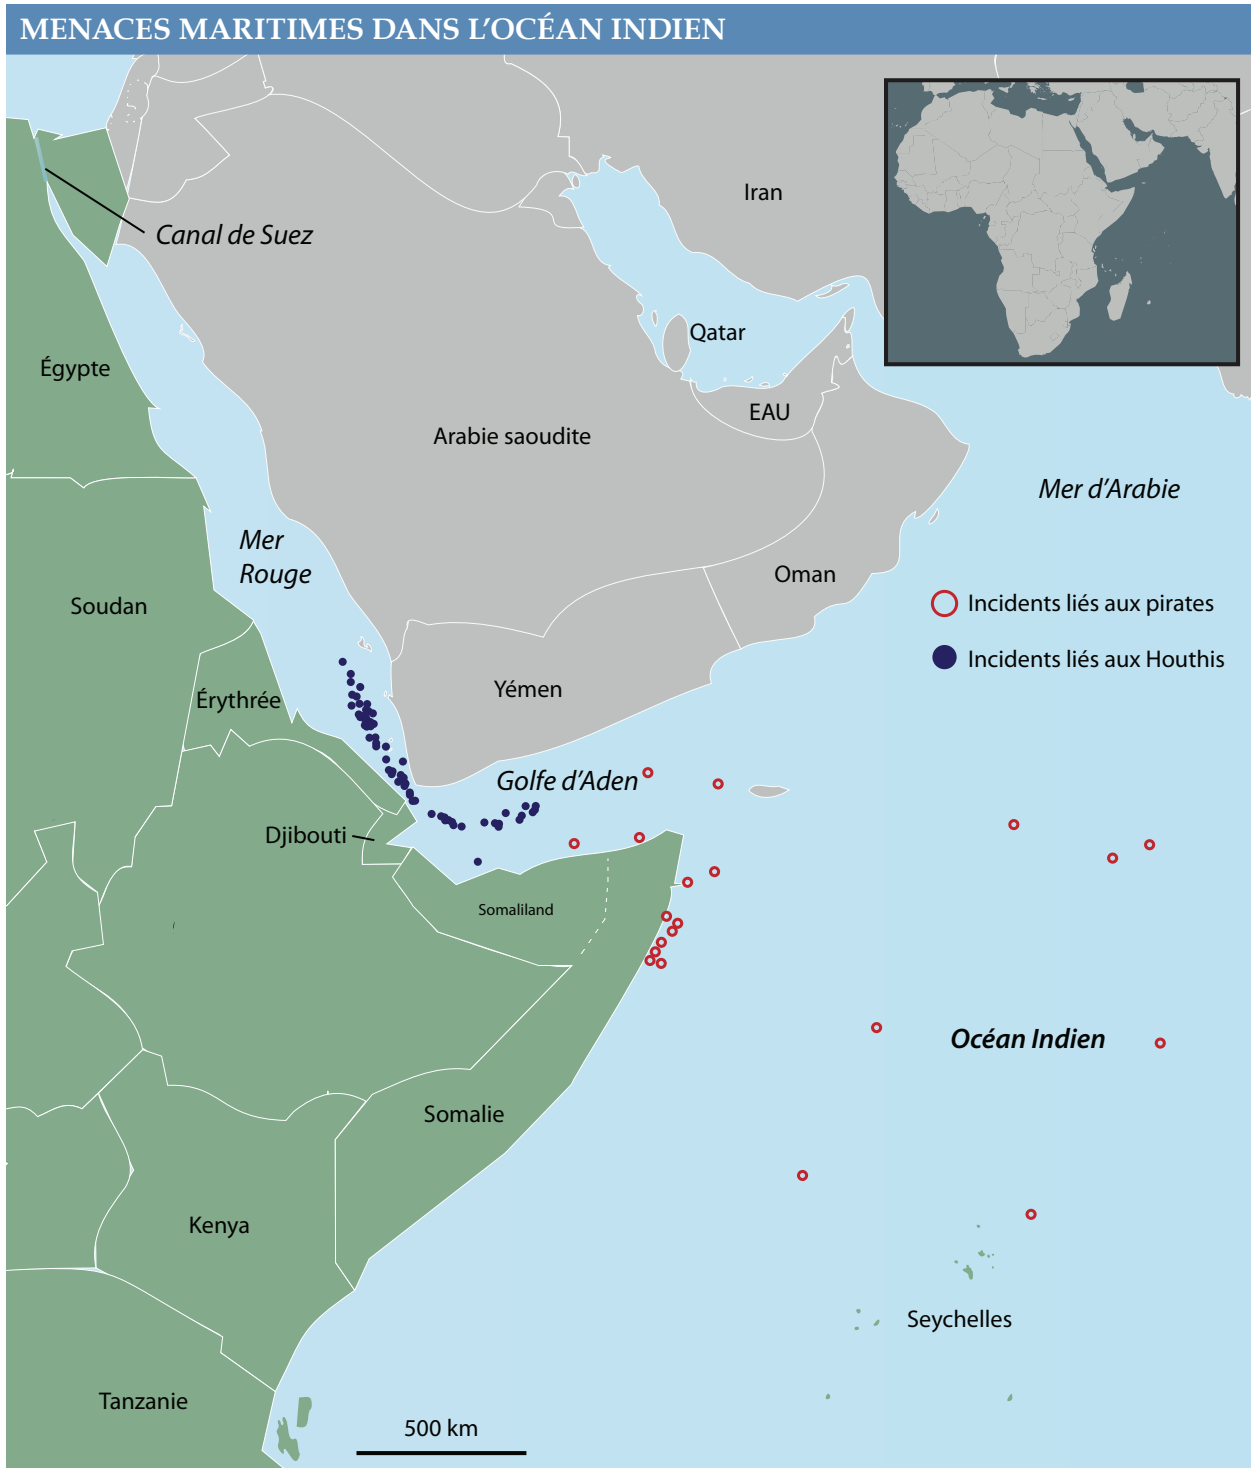 MENACES MARITIMES DANS L'OCÉAN INDIEN
Iran
Canal de Suez
Qatar
Égypte
EAU
Arabie saoudite
Mer d'Arabie
Mer
Rouge
Oman
Soudan
Incidents liés aux pirates
Incidents liés aux Houthis
Yémen
Érythrée
Golfe d'Aden
Djibouti
Somaliland
Océan Indien
Somalie
Kenya
Seychelles
Tanzanie
500 km